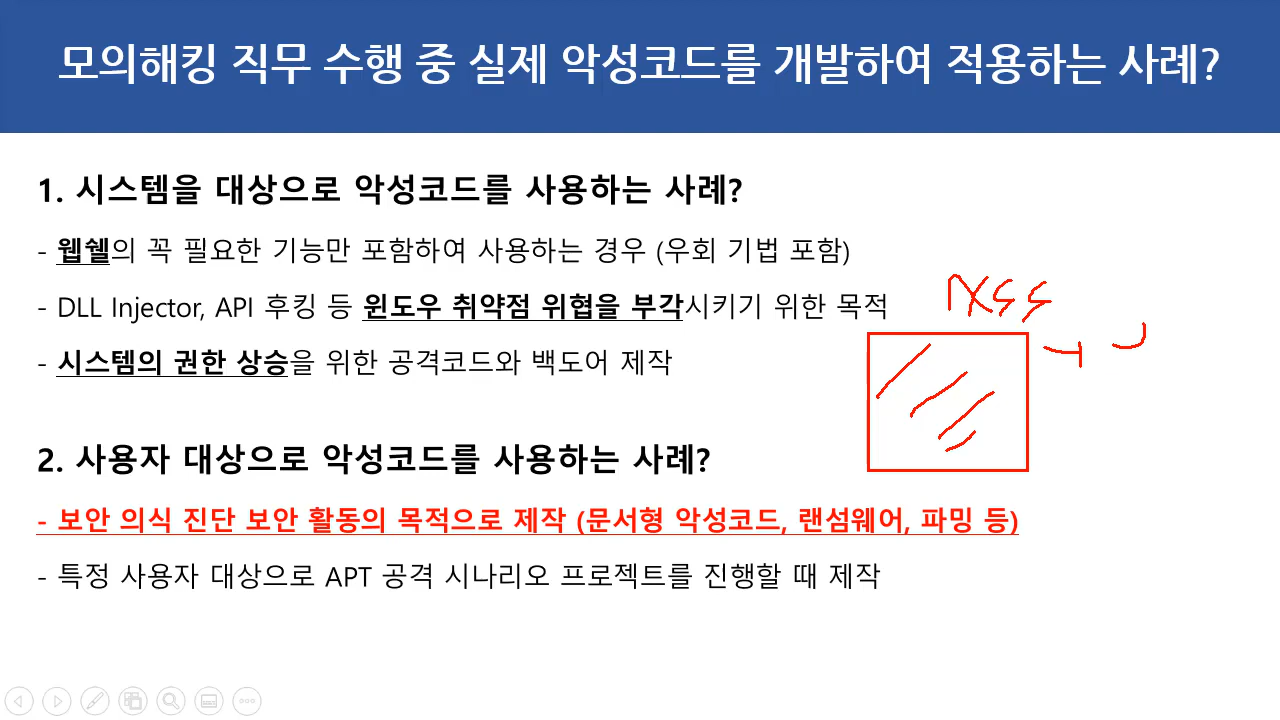 모의해킹 직무 수행 중 실제 악성코드를 개발하여 적용하는 사례?
1. 시스템을 대상으로 악성코드를 사용하는 사례?
- 웹쉘의 꼭 필요한 기능만 포함하여 사용하는 경우 (우회 기법 포함)
- DLL Injector, API 후킹 등 윈도우 취약점 위협을 부각시키기 위한 목적
- 시스템의 권한 상승을 위한 공격코드와 백도어 제작
2. 사용자 대상으로 악성코드를 사용하는 사례?
- 보안 의식 진단 보안 활동의 목적으로 제작 (문서형 악성코드, 랜섬웨어, 파밍 등)
- 특정 사용자 대상으로 APT 공격 시나리오 프로젝트를 진행할 때 제작